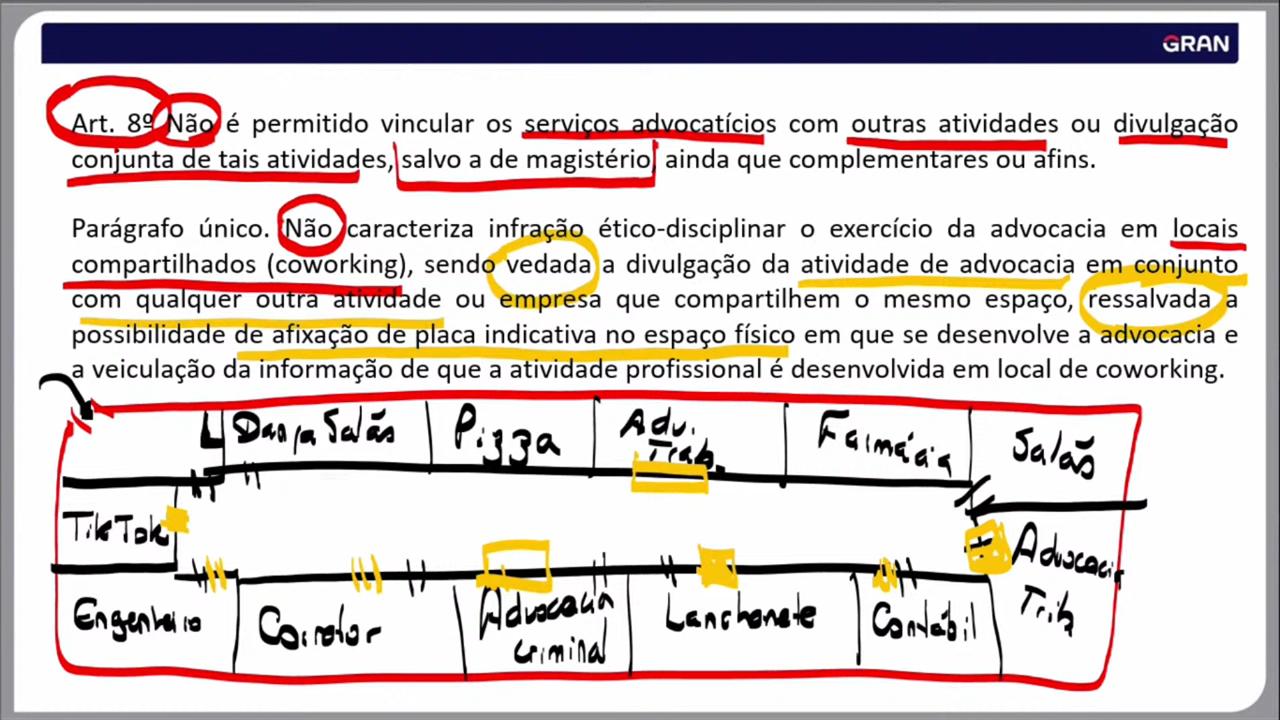 GRAN
Art. 8º Não é permitido vincular os serviços advocatícios com outras atividades ou divulgação
conjunta de tais atividades, salvo a de magistério, ainda que complementares ou afins.
Parágrafo único. Não caracteriza infração ético-disciplinar o exercício da advocacia em locais
compartilhados (coworking), sendo vedada a divulgação da atividade de advocacia em conjunto
com qualquer outra atividade ou empresa que compartilhem o mesmo espaço, ressalvada a
possibilidade de afixação de placa indicativa no espaço físico em que se desenvolve a advocacia e
a veiculação da informação de que a atividade profissional é desenvolvida em local de coworking.
Dança Salão Pizza Adv. Farmácia Salão
Trab.
TikTok Advocacia
Trib
Engenheiro Corretor Advocacia Lanchonete Contábil
Criminal